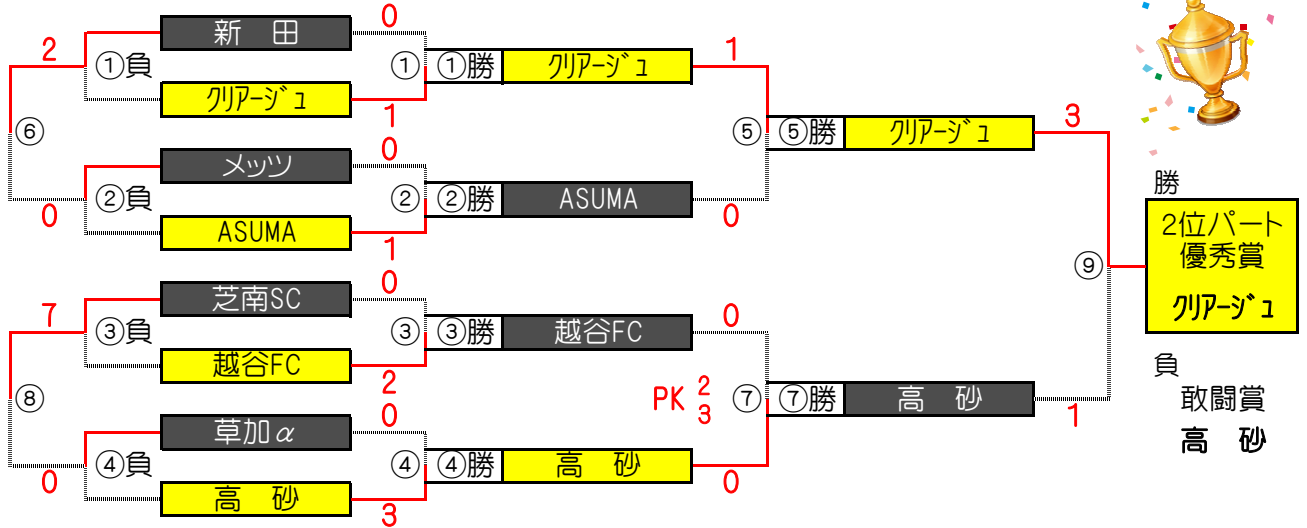 0
新 田
2
①負
①
①勝
クリアージュ
1
クリアージュ
1
⑥
⑤
⑤勝
クリアージュ
3
0
メッツ
②負
②
②勝
ASUMA
0
0
ASUMA
1
勝
2位パート
優秀賞
クリアージュ
⑨
0
芝南SC
7
③負
③
③勝
越谷FC
0
越谷FC
2
⑧
PK 2
3
⑦
⑦勝
高 砂
1
負
敢闘賞
高 砂
0
草加α
④負
④
④勝
高 砂
0
0
高 砂
3